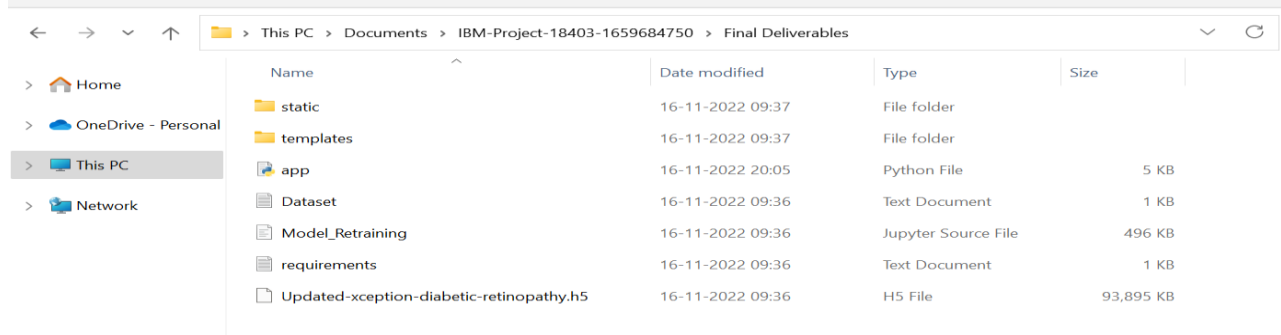 This PC > Documents > IBM-Project-18403-1659684750 > Final Deliverables
Name Date modified Type Size
> Home
static 16-11-2022 09:37 File folder
> OneDrive - Personal
templates 16-11-2022 09:37 File folder
> This PC
app 16-11-2022 20:05 Python File 5 KB
Dataset 16-11-2022 09:36 Text Document 1 KB
> Network
Model_Retraining 16-11-2022 09:36 Jupyter Source File 496 KB
requirements 16-11-2022 09:36 Text Document 1 KB
Updated-xception-diabetic-retinopathy.h5 16-11-2022 09:36 H5 File 93,895 KB